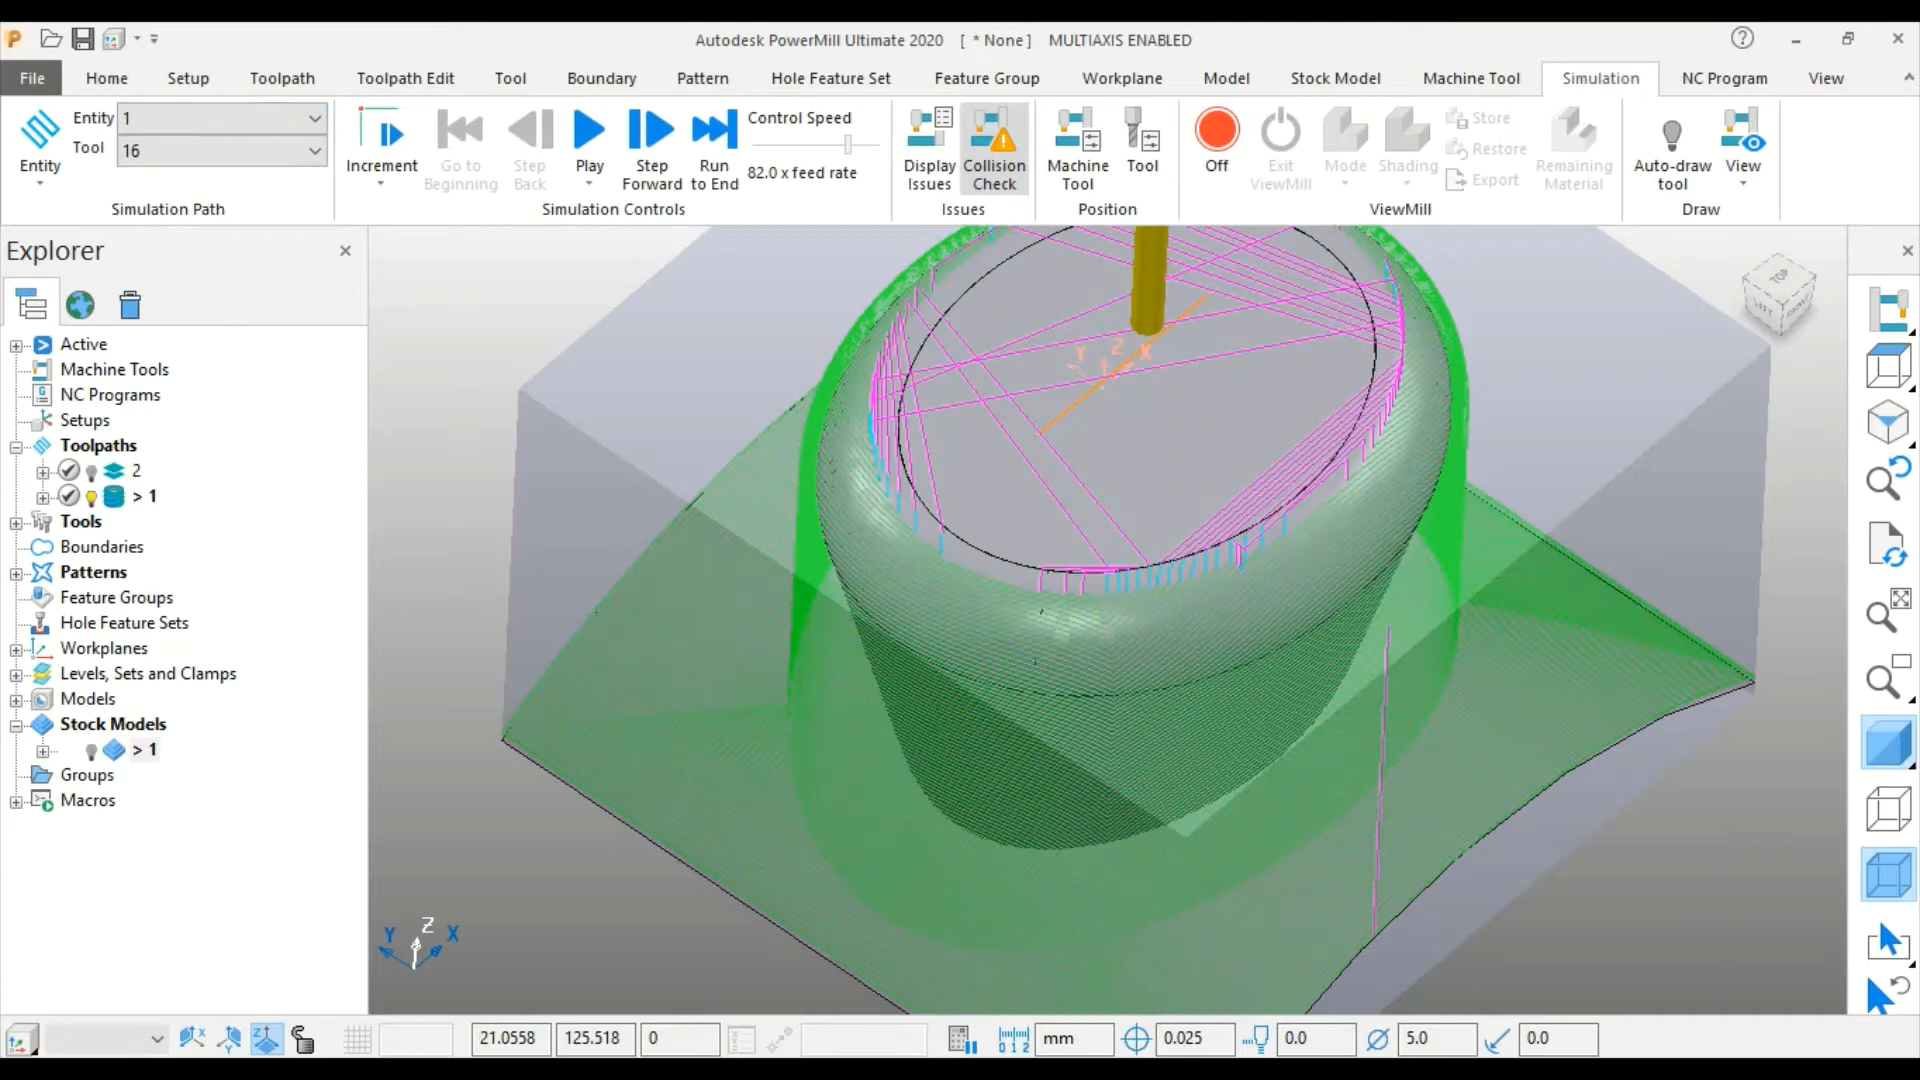 Autodesk PowerMill Ultimate 2020 [ * None ] MULTIAXIS ENABLED
File Home Setup Toolpath Toolpath Edit Tool Boundary Pattern Hole Feature Set Feature Group Workplane Model Stock Model Machine Tool Simulation NC Program View
Entity 1
Tool 16
Entity
Simulation Path
Increment
Go to
Beginning
Step
Back
Play
Step
Forward
Run
to End
Control Speed
82.0 x feed rate
Simulation Controls
Display
Issues
Collision
Check
Issues
Machine
Tool
Tool
Position
Off
Exit
ViewMill
Mode
Shading
Store
Restore
Export
Remaining
Material
ViewMill
Auto-draw
tool
View
Draw
Explorer
Active
Machine Tools
NC Programs
Setups
Toolpaths
2
> 1
Tools
Boundaries
Patterns
Feature Groups
Hole Feature Sets
Workplanes
Levels, Sets and Clamps
Models
Stock Models
> 1
Groups
Macros
Y Z X
TOP
LEFT
Y Z X
21.0558 125.518 0 mm 0.025 0.0 5.0 0.0